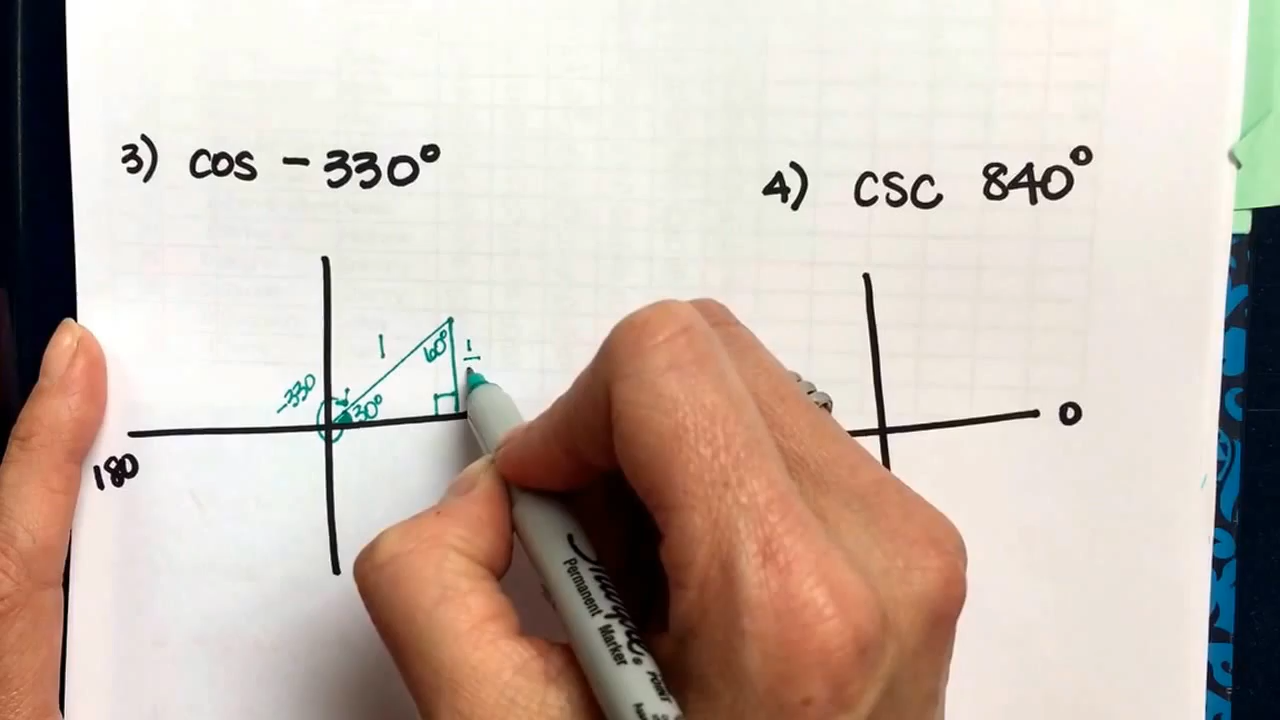 3) cos - 330°
4) CSC 840°
1
60°
1
-330
30°
0
180
Sharpie.
Permanent Marker